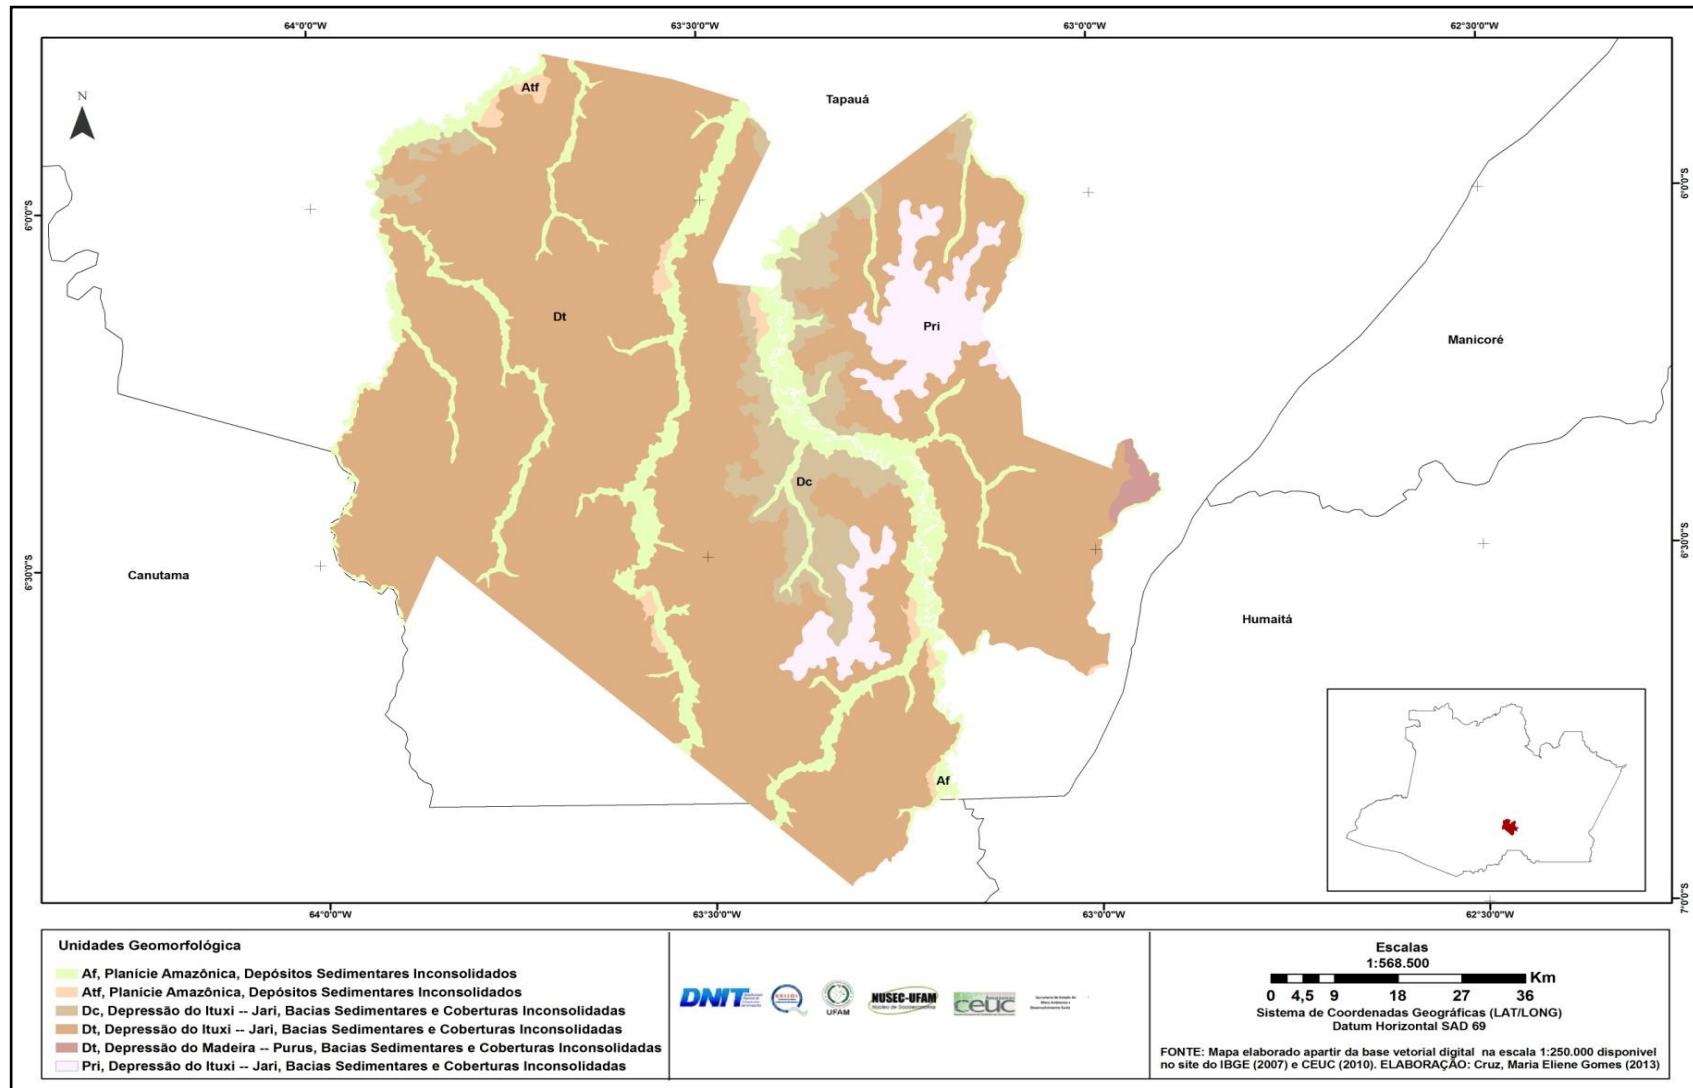 64°0'0"W
63°30'0"W
63°0'0"W
62°30'0"W
N
Atf
Tapauá
6°0'0"S
6°0'0"S
Dt
Pri
Manicoré
Dc
6°30'0"S
6°30'0"S
Canutama
Humaitá
Af
7°0'0"S
64°0'0"W
63°30'0"W
63°0'0"W
62°30'0"W
Unidades Geomorfológica
Af, Planície Amazônica, Depósitos Sedimentares Inconsolidados
Atf, Planície Amazônica, Depósitos Sedimentares Inconsolidados
Dc, Depressão do Ituxi -- Jari, Bacias Sedimentares e Coberturas Inconsolidadas
Dt, Depressão do Ituxi -- Jari, Bacias Sedimentares e Coberturas Inconsolidadas
Dt, Depressão do Madeira -- Purus, Bacias Sedimentares e Coberturas Inconsolidadas
Pri, Depressão do Ituxi -- Jari, Bacias Sedimentares e Coberturas Inconsolidadas
DNIT
UFAM
NUSEC-UFAM
Núcleo de Socioeconomia
ceuc
Escalas
1:568.500
Km
0 4,5 9 18 27 36
Sistema de Coordenadas Geográficas (LAT/LONG)
Datum Horizontal SAD 69
FONTE: Mapa elaborado apartir da base vetorial digital na escala 1:250.000 disponivel
no site do IBGE (2007) e CEUC (2010). ELABORAÇÃO: Cruz, Maria Eliene Gomes (2013)